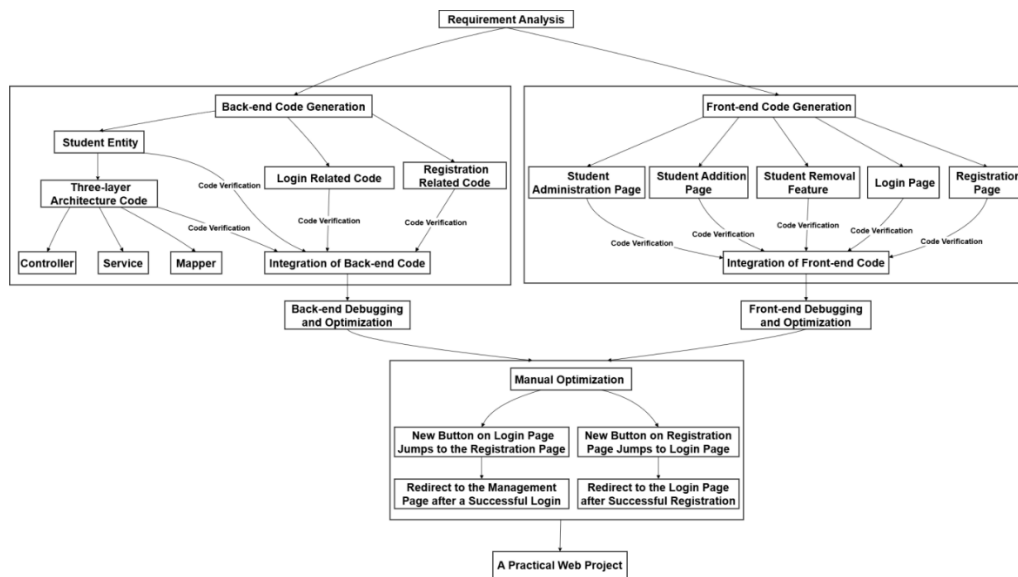 Requirement Analysis
Back-end Code Generation
Front-end Code Generation
Student Entity
Login Related Code
Registration
Related Code
Three-layer
Architecture Code
Code Verification
Code Verification
Code Verification
Code Verification
Controller
Service
Mapper
Integration of Back-end Code
Student
Administration Page
Student Addition
Page
Student Removal
Feature
Login Page
Registration
Page
Code Verification
Code Verification
Code Verification
Code Verification
Code Verification
Integration of Front-end Code
Back-end Debugging
and Optimization
Front-end Debugging
and Optimization
Manual Optimization
New Button on Login Page
Jumps to the Registration Page
New Button on Registration
Page Jumps to Login Page
Redirect to the Management
Page after a Successful Login
Redirect to the Login Page
after Successful Registration
A Practical Web Project